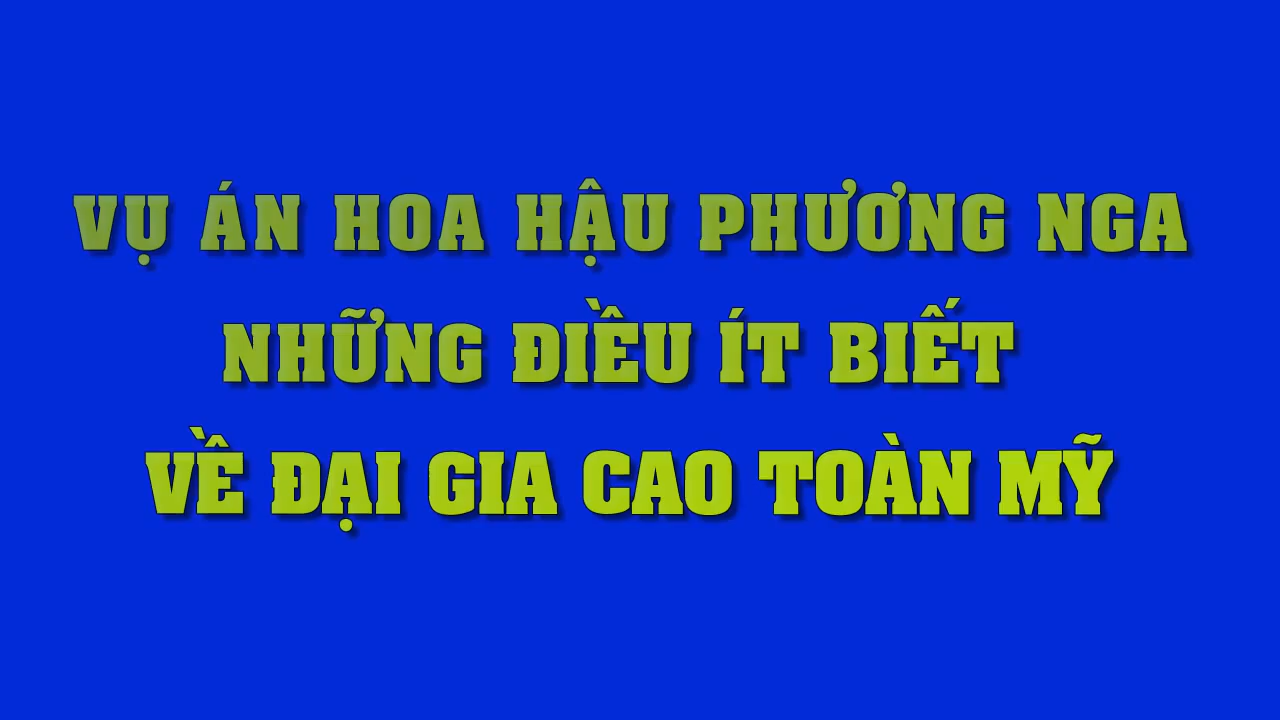 VỤ ÁN HOA HẬU PHƯƠNG NGA
NHỮNG ĐIỀU ÍT BIẾT
VỀ ĐẠI GIA CAO TOÀN MỸ